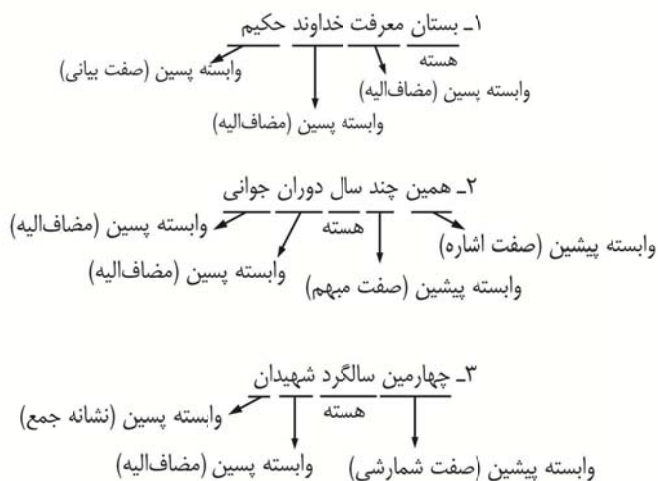 ۱ـ بستان معرفت خداوند حکیم
هسته
وابسته پسین (صفت بیانی)
وابسته پسین (مضاف‌الیه)
وابسته پسین (مضاف‌الیه)
۲ـ همین چند سال دوران جوانی
هسته
وابسته پسین (مضاف‌الیه)
وابسته پیشین (صفت اشاره)
وابسته پسین (مضاف‌الیه)
وابسته پیشین (صفت مبهم)
۳ـ چهارمین سالگرد شهیدان
هسته
وابسته پسین (نشانه جمع)
وابسته پیشین (صفت شمارشی)
وابسته پسین (مضاف‌الیه)